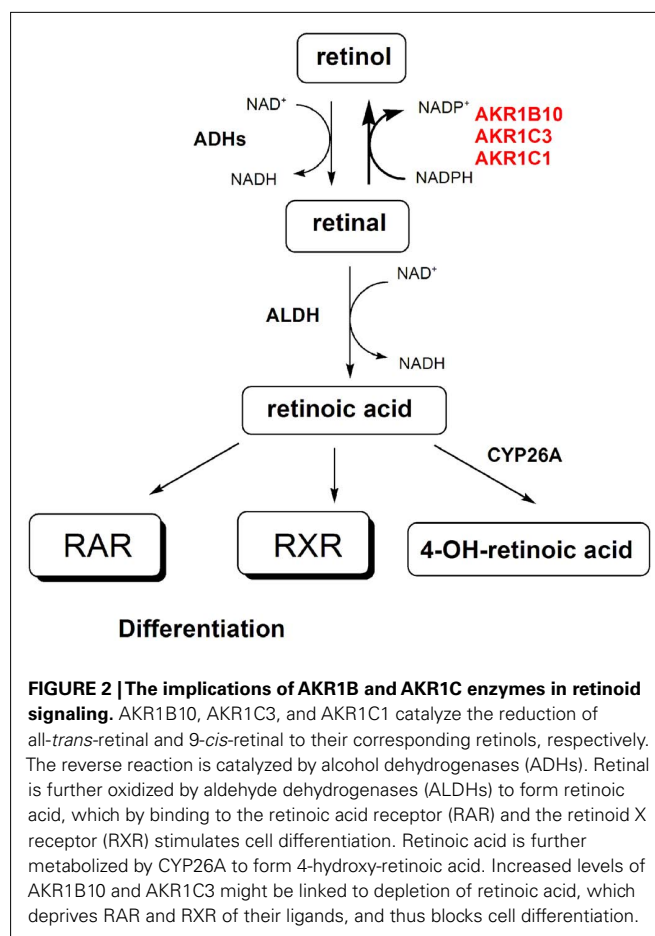 retinol
NAD⁺
NADP⁺
AKR1B10
ADHs
AKR1C3
AKR1C1
NADH
NADPH
retinal
NAD⁺
ALDH
NADH
retinoic acid
CYP26A
RAR
RXR
4-OH-retinoic acid
Differentiation
FIGURE 2 | The implications of AKR1B and AKR1C enzymes in retinoid
signaling. AKR1B10, AKR1C3, and AKR1C1 catalyze the reduction of
all-trans-retinal and 9-cis-retinal to their corresponding retinols, respectively.
The reverse reaction is catalyzed by alcohol dehydrogenases (ADHs). Retinal
is further oxidized by aldehyde dehydrogenases (ALDHs) to form retinoic
acid, which by binding to the retinoic acid receptor (RAR) and the retinoid X
receptor (RXR) stimulates cell differentiation. Retinoic acid is further
metabolized by CYP26A to form 4-hydroxy-retinoic acid. Increased levels of
AKR1B10 and AKR1C3 might be linked to depletion of retinoic acid, which
deprives RAR and RXR of their ligands, and thus blocks cell differentiation.